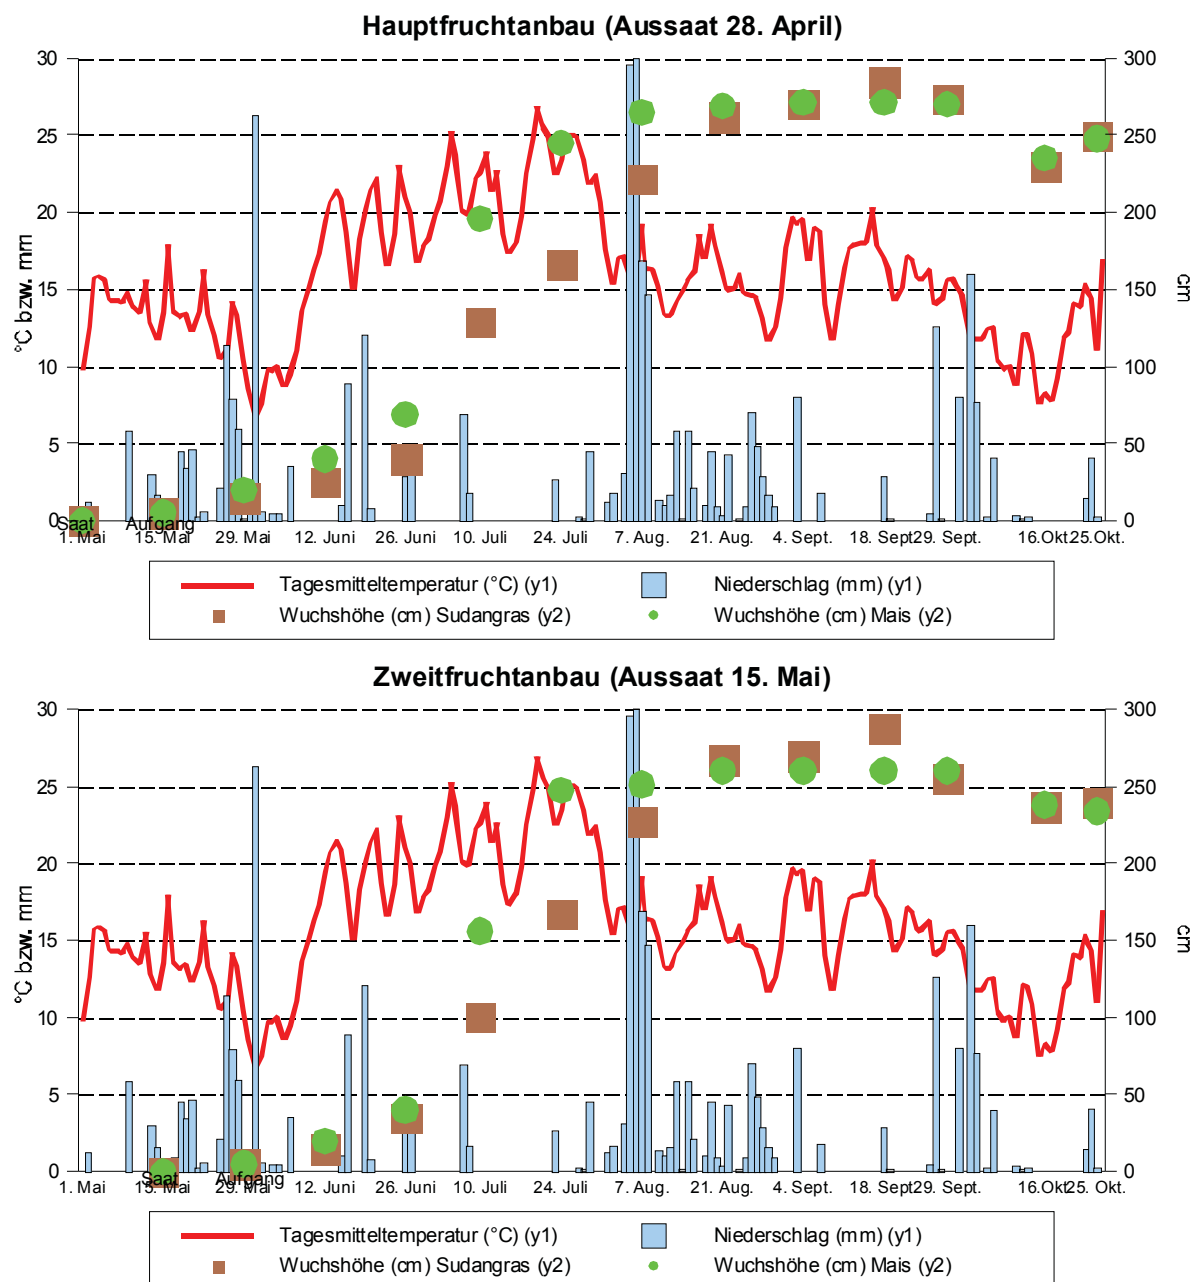 Hauptfruchtanbau (Aussaat 28. April)
30 300
25 250
20 200
15 150
10 100
5 50
0 0
°C bzw. mm
cm
Saat Aufgang
1. Mai 15. Mai 29. Mai 12. Juni 26. Juni 10. Juli 24. Juli 7. Aug. 21. Aug. 4. Sept. 18. Sept 29. Sept. 16.Okt 25.Okt.
Tagesmitteltemperatur (°C) (y1) Niederschlag (mm) (y1)
Wuchshöhe (cm) Sudangras (y2) Wuchshöhe (cm) Mais (y2)
Zweitfruchtanbau (Aussaat 15. Mai)
30 300
25 250
20 200
15 150
10 100
5 50
0 0
°C bzw. mm
cm
Saat Aufgang
1. Mai 15. Mai 29. Mai 12. Juni 26. Juni 10. Juli 24. Juli 7. Aug. 21. Aug. 4. Sept. 18. Sept 29. Sept. 16.Okt 25. Okt.
Tagesmitteltemperatur (°C) (y1) Niederschlag (mm) (y1)
Wuchshöhe (cm) Sudangras (y2) Wuchshöhe (cm) Mais (y2)